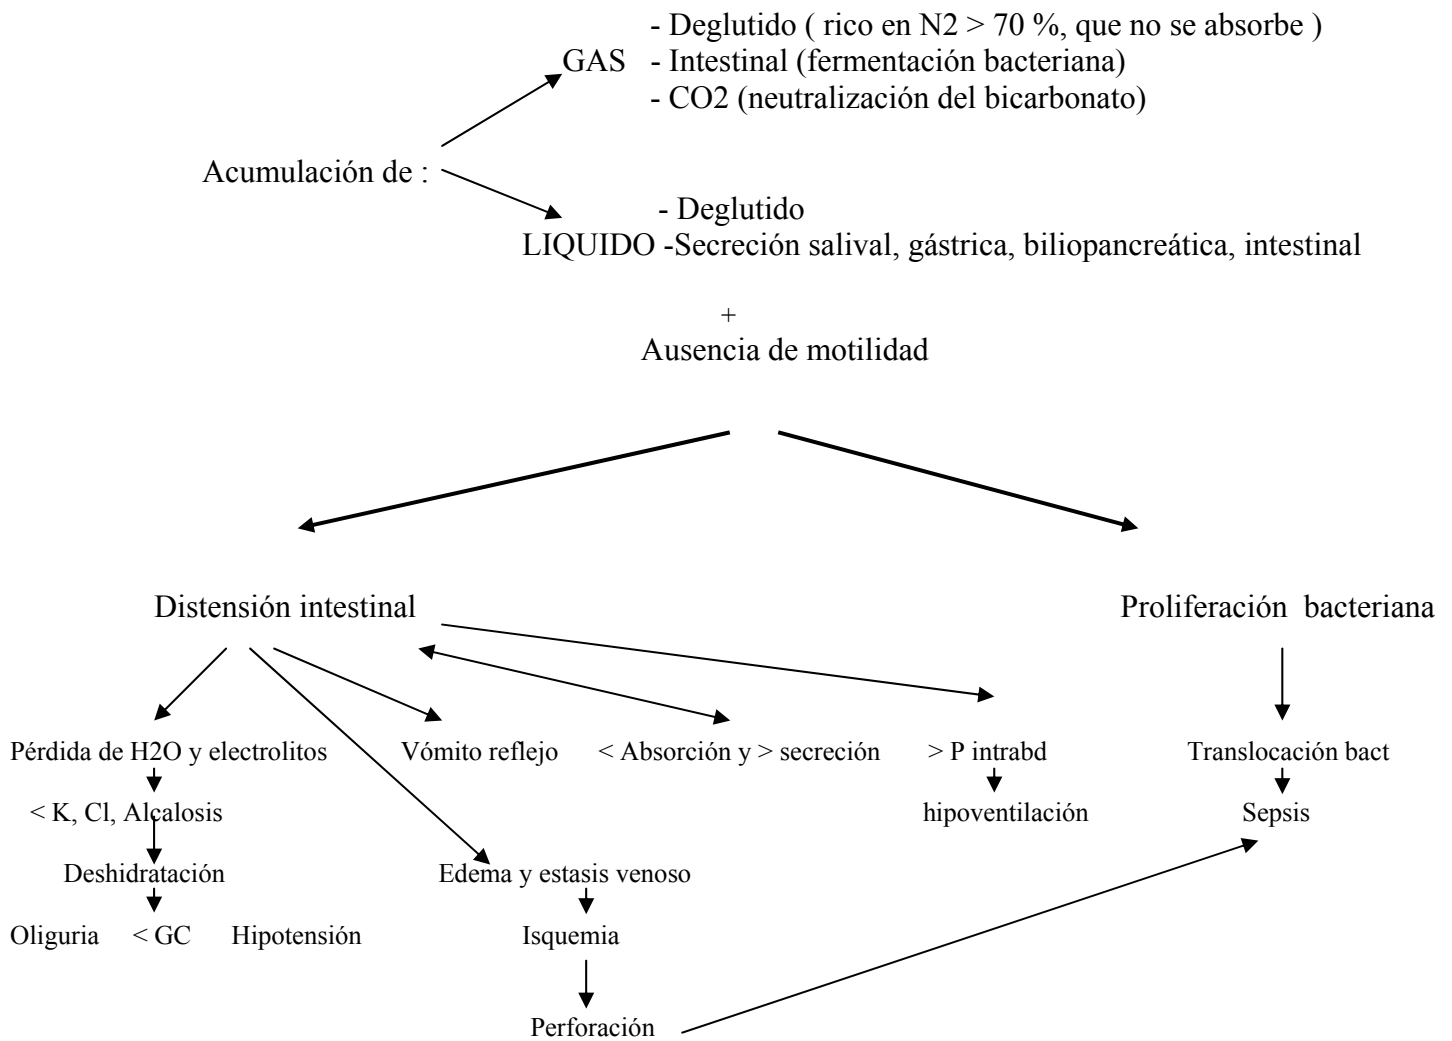 - Deglutido ( rico en N2 > 70 %, que no se absorbe )
GAS - Intestinal (fermentación bacteriana)
- CO2 (neutralización del bicarbonato)
Acumulación de :
- Deglutido
LIQUIDO -Secreción salival, gástrica, biliopancreática, intestinal
+
Ausencia de motilidad
Distensión intestinal Proliferación bacteriana
Pérdida de H2O y electrolitos Vómito reflejo < Absorción y > secreción > P intrabd Translocación bact
< K, Cl, Alcalosis hipoventilación Sepsis
Deshidratación Edema y estasis venoso
Oliguria < GC Hipotensión Isquemia
Perforación